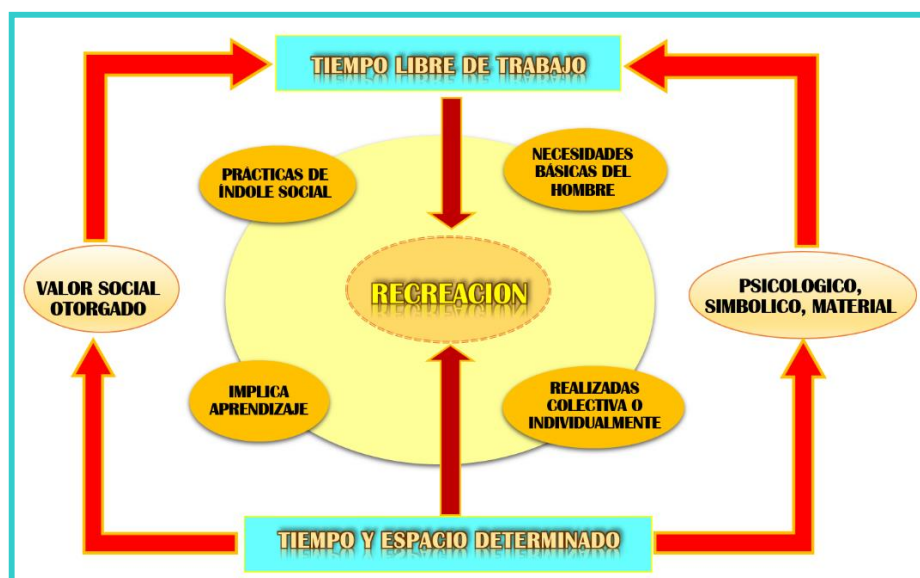 TIEMPO LIBRE DE TRABAJO
PRÁCTICAS DE
ÍNDOLE SOCIAL
NECESIDADES
BÁSICAS DEL
HOMBRE
VALOR SOCIAL
OTORGADO
RECREACION
PSICOLOGICO,
SIMBOLICO, MATERIAL
IMPLICA
APRENDIZAJE
REALIZADAS
COLECTIVA O
INDIVIDUALMENTE
TIEMPO Y ESPACIO DETERMINADO